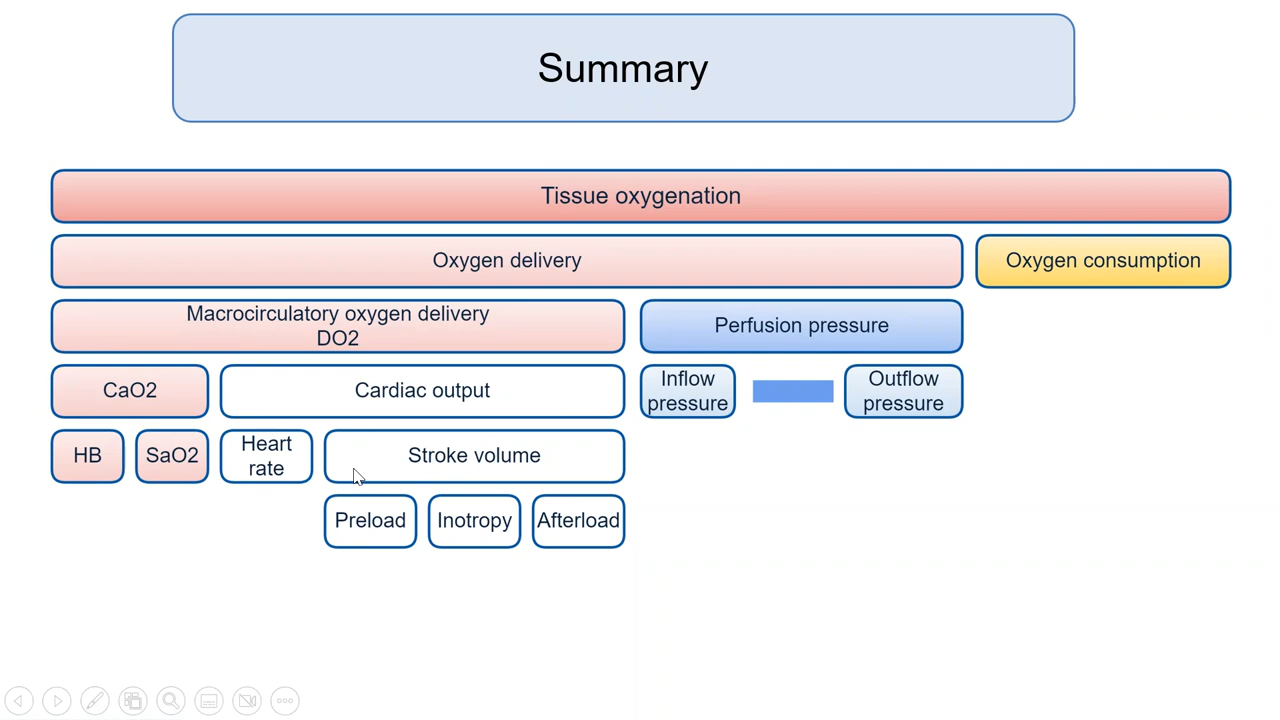 Summary
Tissue oxygenation
Oxygen delivery
Oxygen consumption
Macrocirculatory oxygen delivery
DO2
Perfusion pressure
CaO2
Cardiac output
Inflow
pressure
Outflow
pressure
HB
SaO2
Heart
rate
Stroke volume
Preload
Inotropy
Afterload